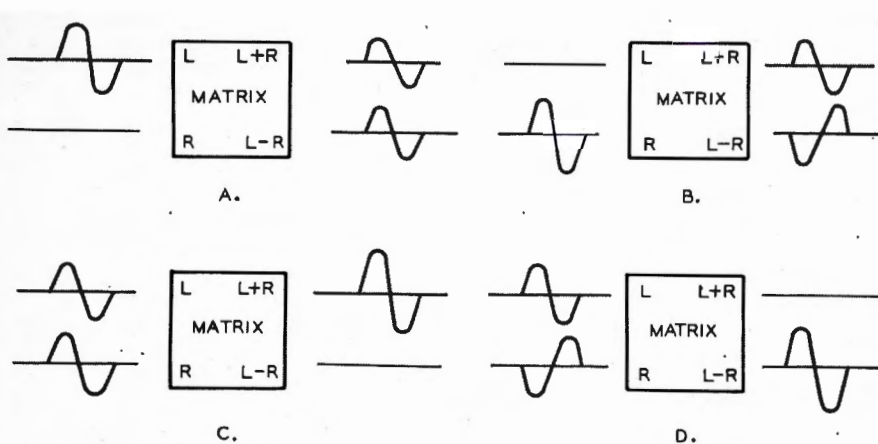 L L+R
MATRIX
R L-R
A.
L L+R
MATRIX
R L-R
B.
L L+R
MATRIX
R L-R
C.
L L+R
MATRIX
R L-R
D.